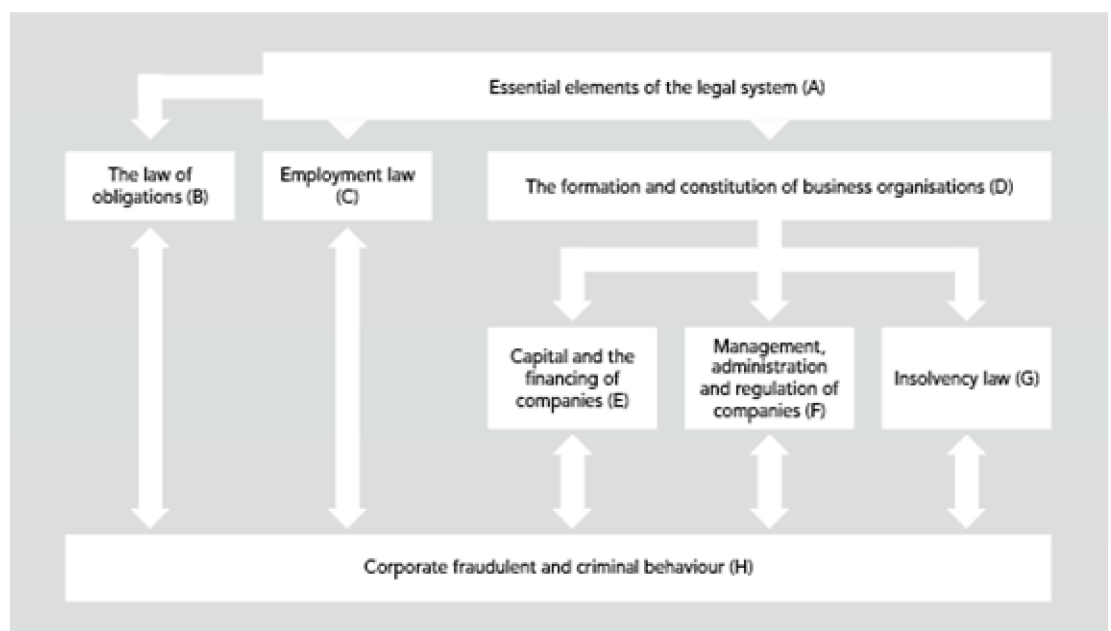 Essential elements of the legal system (A)
The law of
obligations (B)
Employment law
(C)
The formation and constitution of business organisations (D)
Capital and the
financing of
companies (E)
Management,
administration
and regulation of
companies (F)
Insolvency law (G)
Corporate fraudulent and criminal behaviour (H)